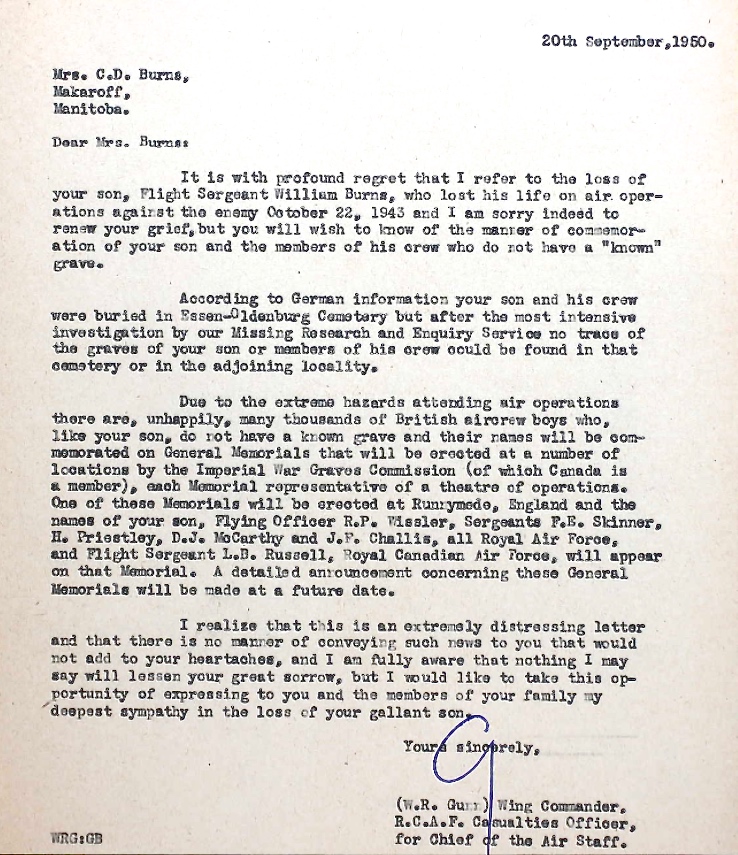 20th September,1950.
Mrs. C.D. Burns,
Makaroff,
Manitoba.
Dear Mrs. Burns:
It is with profound regret that I refer to the loss of
your son, Flight Sergeant William Burns, who lost his life on air oper-
ations against the enemy October 22, 1943 and I am sorry indeed to
renew your grief,but you will wish to know of the manner of commemor-
ation of your son and the members of his crew who do not have a "known"
grave.
According to German information your son and his crew
were buried in Essen-Oldenburg Cemetery but after the most intensive
investigation by our Missing Research and Enquiry Service no trace of
the graves of your son or members of his crew could be found in that
cemetery or in the adjoining locality.
Due to the extreme hazards attending air operations
there are, unhappily, many thousands of British aircrew boys who,
like your son, do not have a known grave and their names will be com-
memorated on General Memorials that will be erected at a number of
locations by the Imperial War Graves Commission (of which Canada is
a member), each Memorial representative of a theatre of operations.
One of these Memorials will be erected at Runnymede, England and the
names of your son, Flying Officer R.P. Wissler, Sergeants F.E. Skinner,
H. Priestley, D.J. McCarthy and J.F. Challis, all Royal Air Force,
and Flight Sergeant L.B. Russell, Royal Canadian Air Force, will appear
on that Memorial. A detailed announcement concerning these General
Memorials will be made at a future date.
I realize that this is an extremely distressing letter
and that there is no manner of conveying such news to you that would
not add to your heartaches, and I am fully aware that nothing I may
say will lessen your great sorrow, but I would like to take this op-
portunity of expressing to you and the members of your family my
deepest sympathy in the loss of your gallant son.
Yours sincerely,
(W.R. Gunn) Wing Commander,
R.C.A.F. Casualties Officer,
for Chief of the Air Staff.
WRG:GB